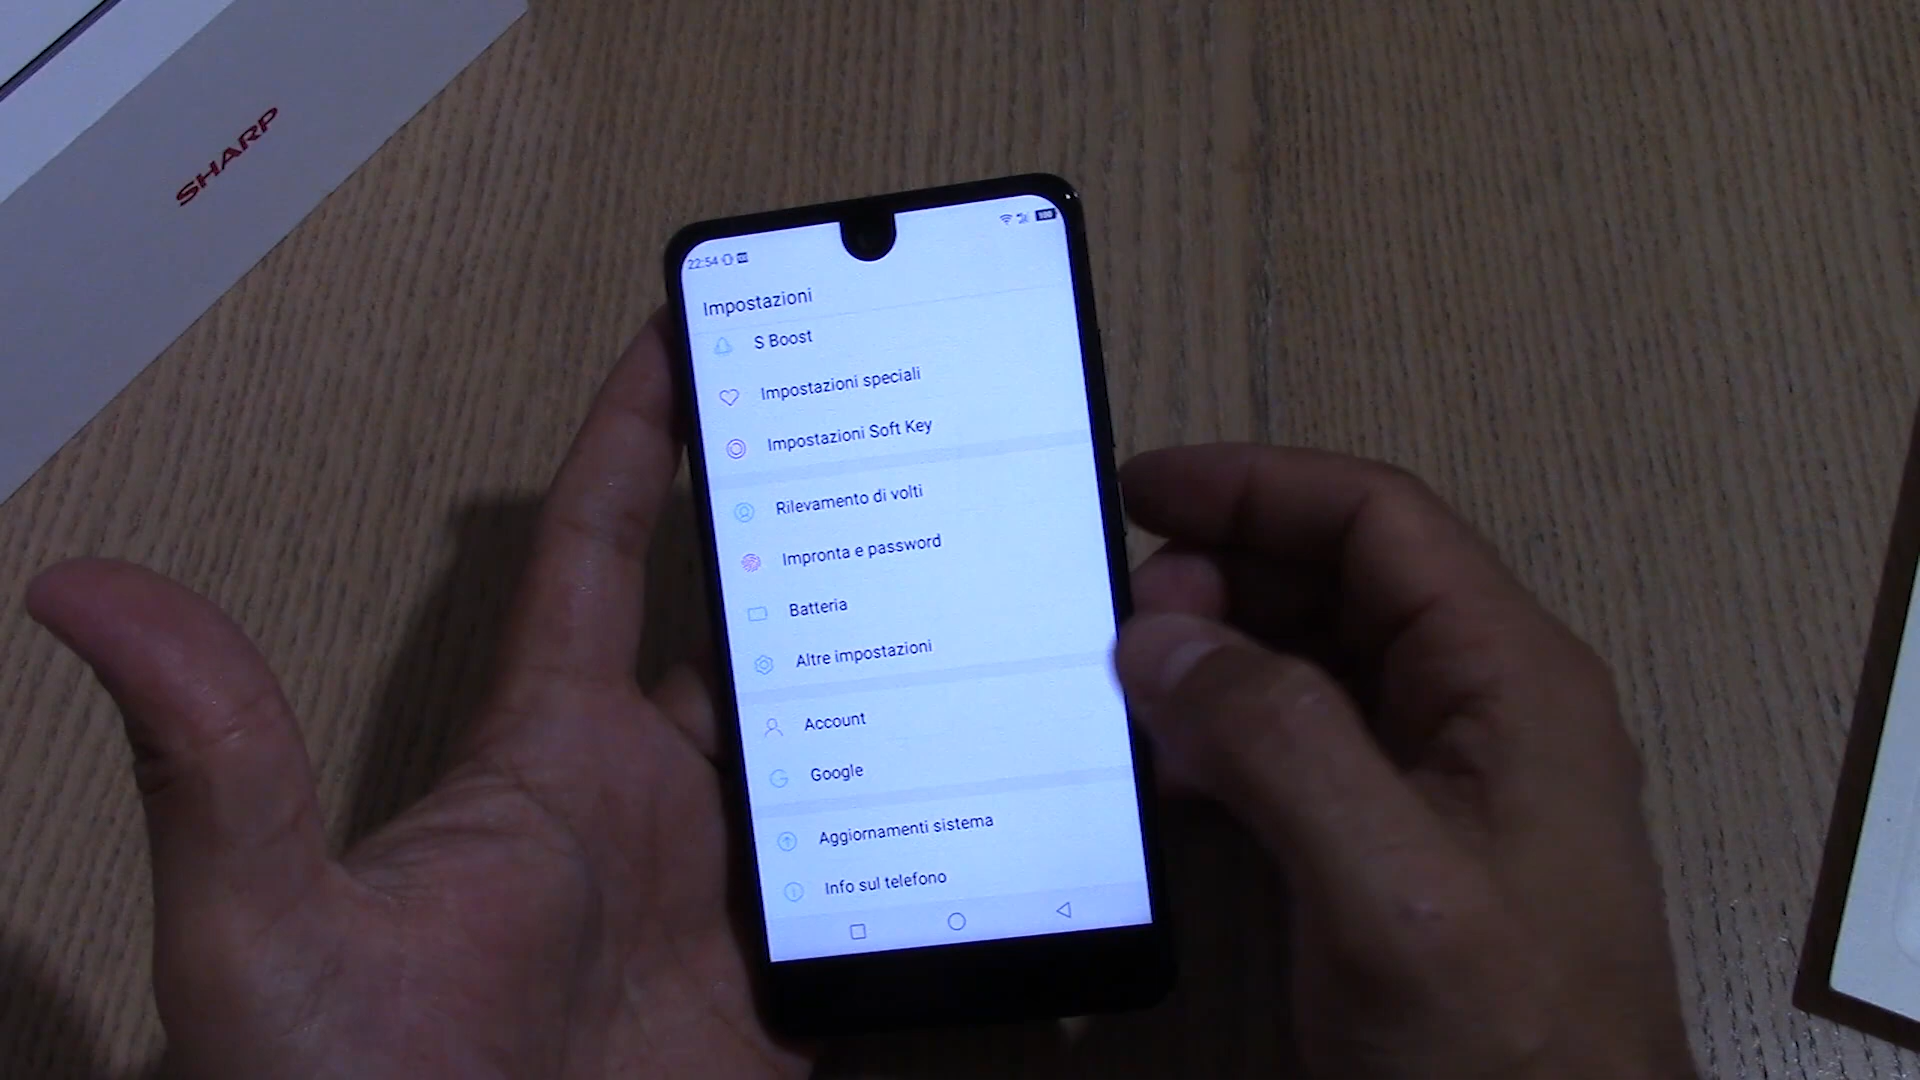 SHARP
22:54
100
Impostazioni
S Boost
Impostazioni speciali
Impostazioni Soft Key
Rilevamento di volti
Impronta e password
Batteria
Altre impostazioni
Account
Google
Aggiornamenti sistema
Info sul telefono